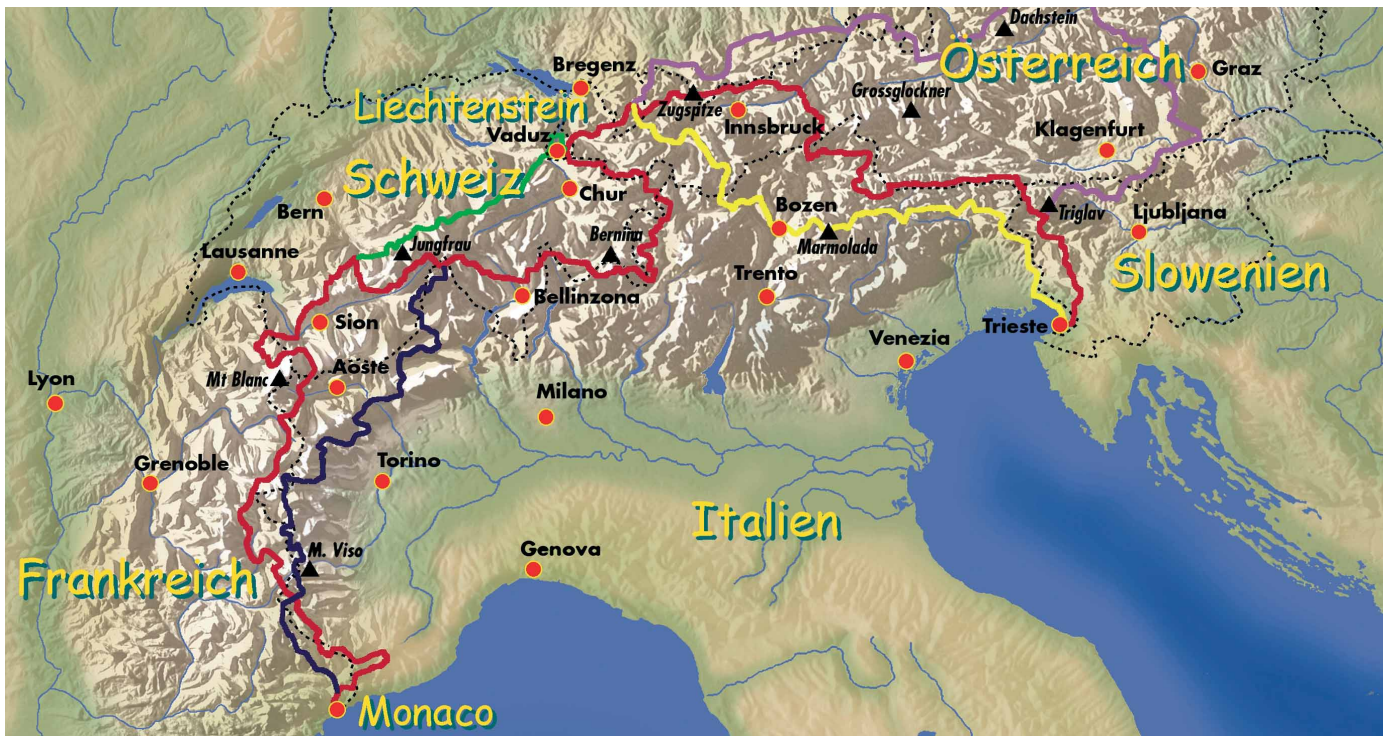 Dachstein
Österreich
Graz
Bregenz
Liechtenstein
Zugspitze
Grossglockner
Innsbruck
Klagenfurt
Vaduz
Schweiz
Chur
Bern
Bozen
Triglav
Ljubljana
Jungfrau
Bernina
Marmolada
Lausanne
Trento
Slowenien
Bellinzona
Sion
Trieste
Venezia
Aoste
Mt Blanc
Lyon
Milano
Grenoble
Torino
Italien
Genova
M. Viso
Frankreich
Monaco